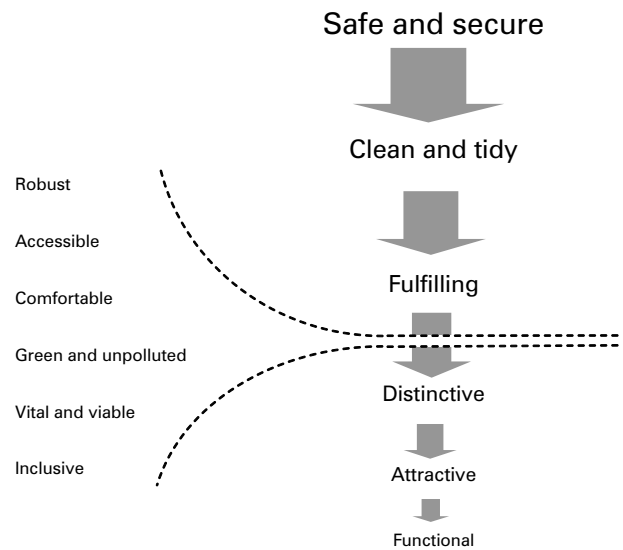 Safe and secure
Clean and tidy
Fulfilling
Distinctive
Attractive
Functional
Robust
Accessible
Comfortable
Green and unpolluted
Vital and viable
Inclusive